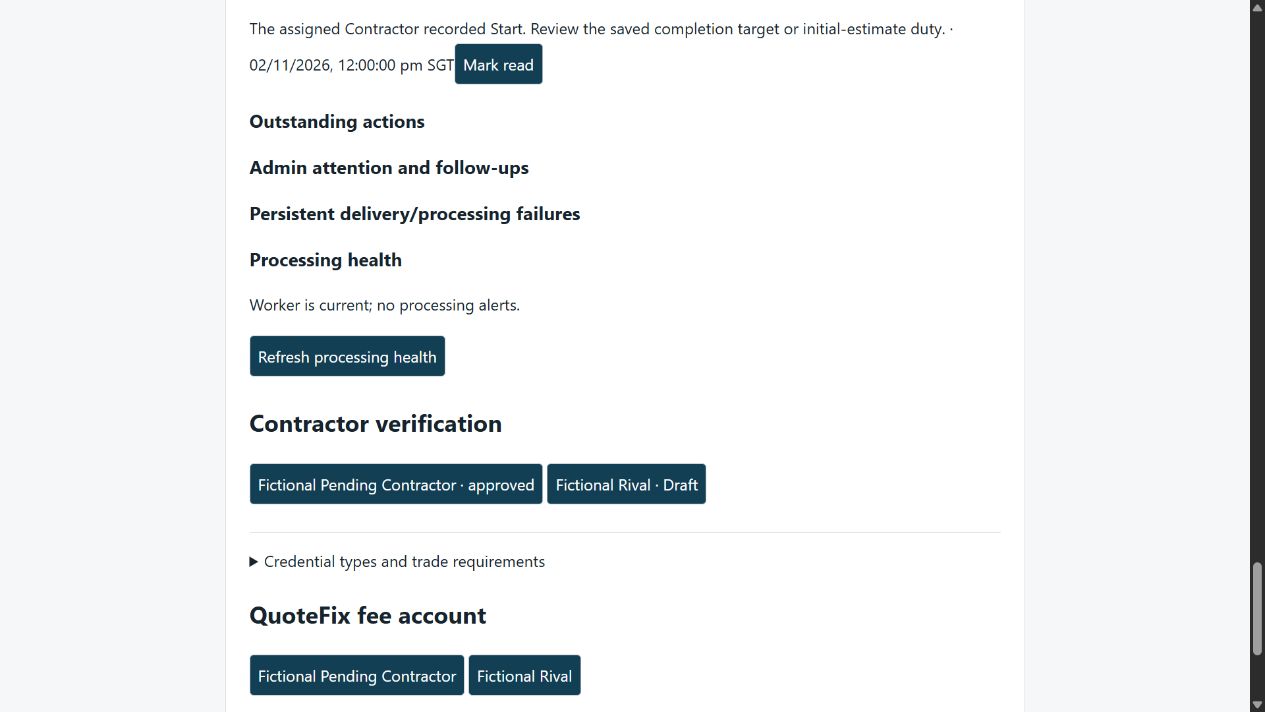 The assigned Contractor recorded Start. Review the saved completion target or initial-estimate duty. ·
02/11/2026, 12:00:00 pm SGT Mark read
Outstanding actions
Admin attention and follow-ups
Persistent delivery/processing failures
Processing health
Worker is current; no processing alerts.
Refresh processing health
Contractor verification
Fictional Pending Contractor · approved Fictional Rival · Draft
Credential types and trade requirements
QuoteFix fee account
Fictional Pending Contractor Fictional Rival